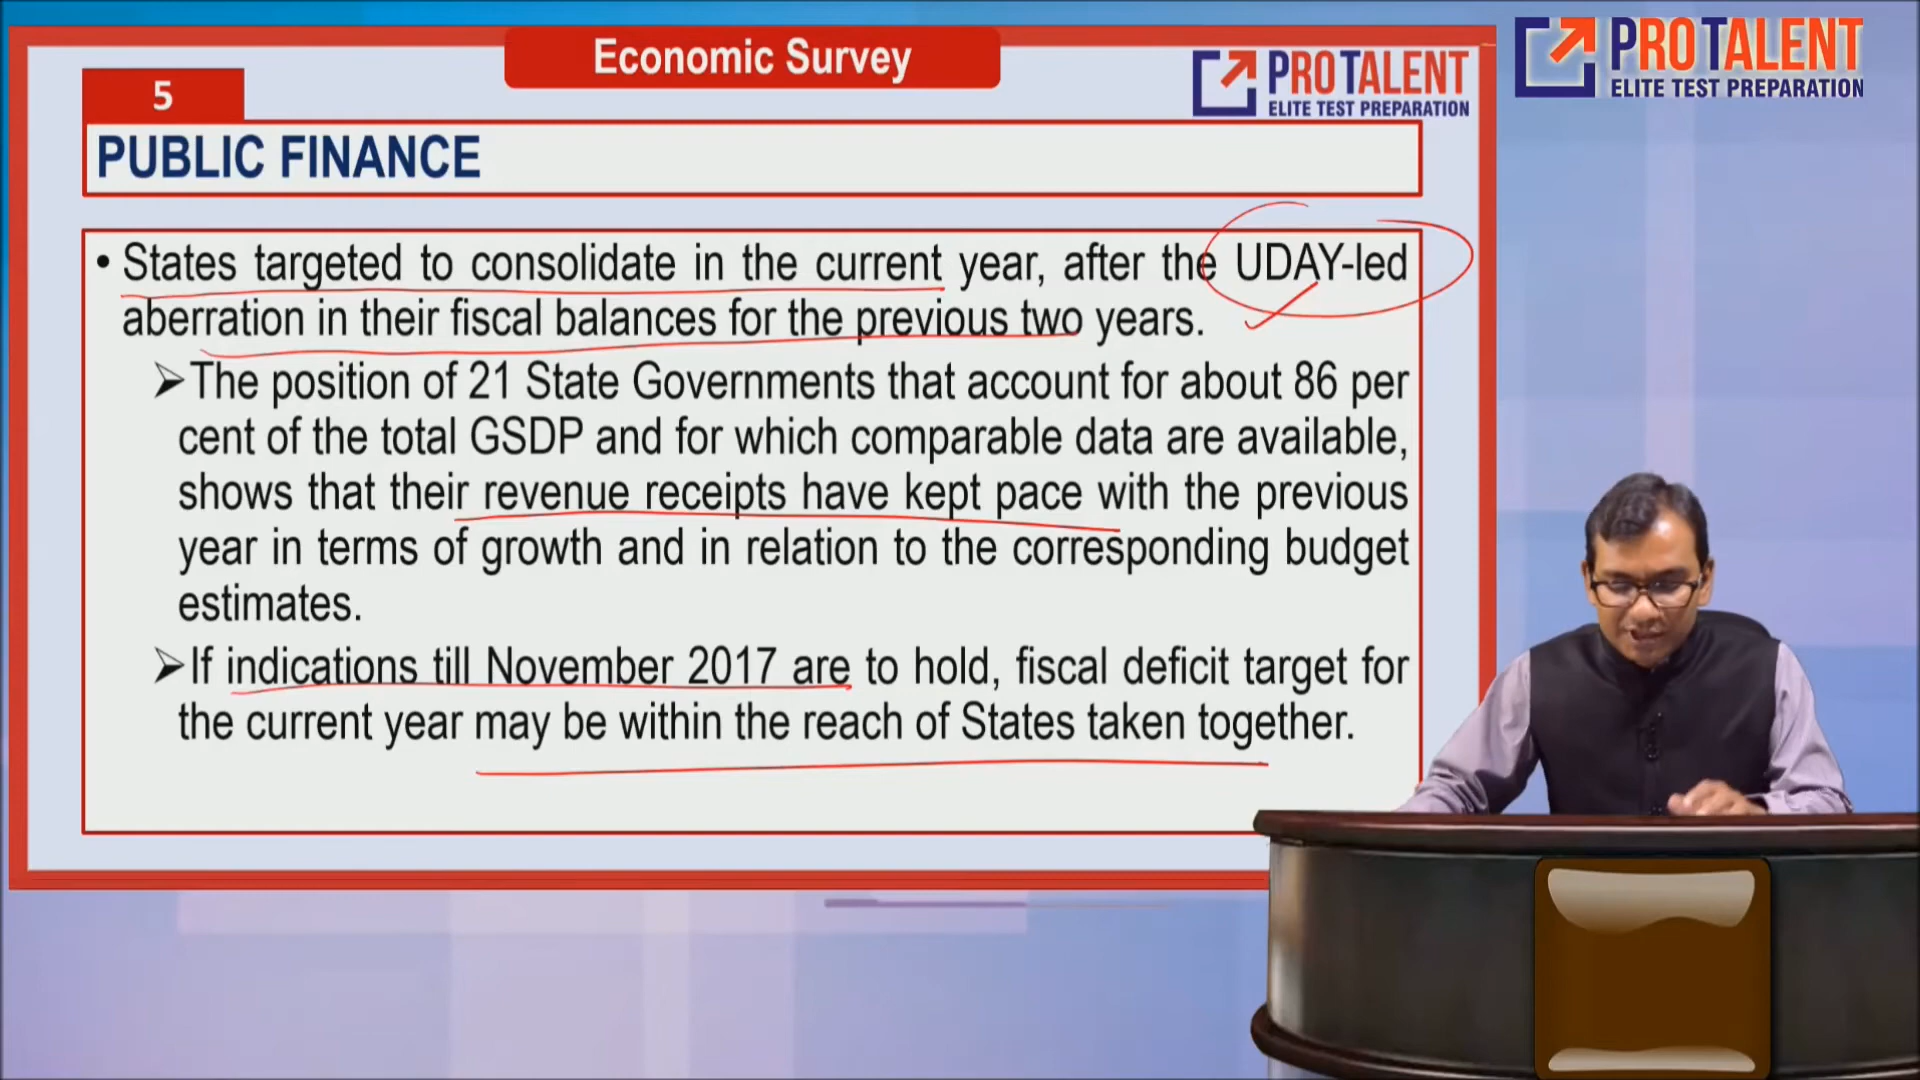 Economic Survey
PRO TALENT
ELITE TEST PREPARATION
PROTALENT
ELITE TEST PREPARATION
5
PUBLIC FINANCE
• States targeted to consolidate in the current year, after the UDAY-led
aberration in their fiscal balances for the previous two years.
➢The position of 21 State Governments that account for about 86 per
cent of the total GSDP and for which comparable data are available,
shows that their revenue receipts have kept pace with the previous
year in terms of growth and in relation to the corresponding budget
estimates.
➢If indications till November 2017 are to hold, fiscal deficit target for
the current year may be within the reach of States taken together.